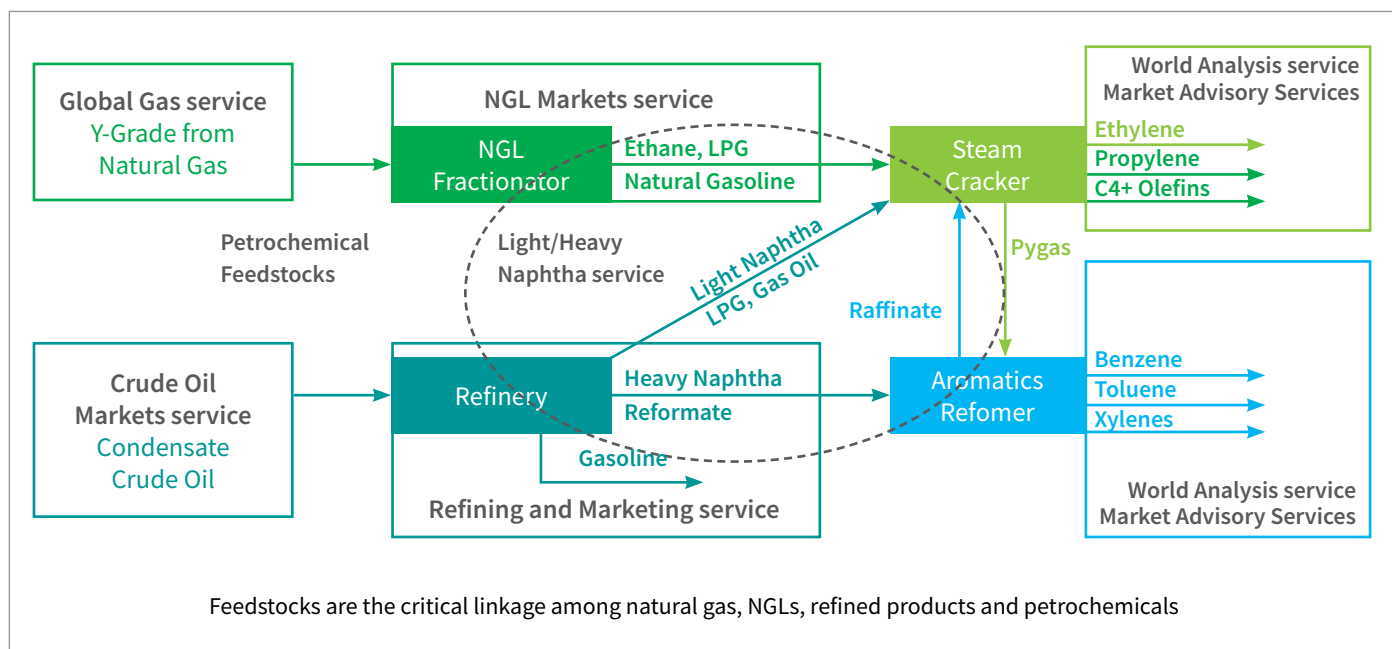 Global Gas service
Y-Grade from
Natural Gas
NGL Markets service
NGL
Fractionator
Ethane, LPG
Natural Gasoline
Steam
Cracker
World Analysis service
Market Advisory Services
Ethylene
Propylene
C4+ Olefins
Petrochemical
Feedstocks
Light/Heavy
Naphtha service
Light Naphtha
LPG, Gas Oil
Pygas
Raffinate
Crude Oil
Markets service
Condensate
Crude Oil
Refinery
Heavy Naphtha
Reformate
Gasoline
Refining and Marketing service
Aromatics
Refomer
Benzene
Toluene
Xylenes
World Analysis service
Market Advisory Services
Feedstocks are the critical linkage among natural gas, NGLs, refined products and petrochemicals